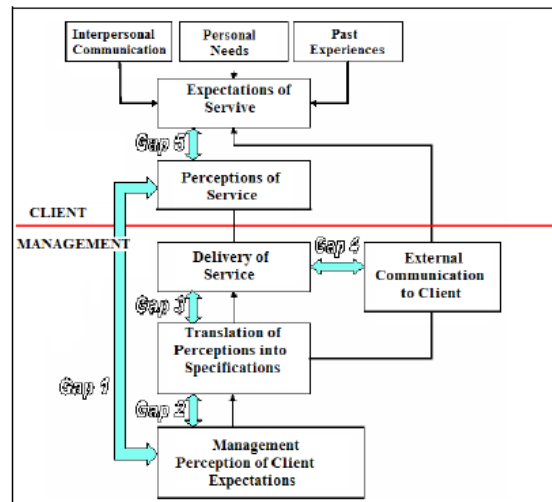 Interpersonal
Communication
Personal
Needs
Past
Experiences
Expectations of
Servive
Gap 5
Perceptions of
Service
CLIENT
MANAGEMENT
Delivery of
Service
Gap 4
External
Communication
to Client
Gap 3
Translation of
Perceptions into
Specifications
Gap 1
Gap 2
Management
Perception of Client
Expectations